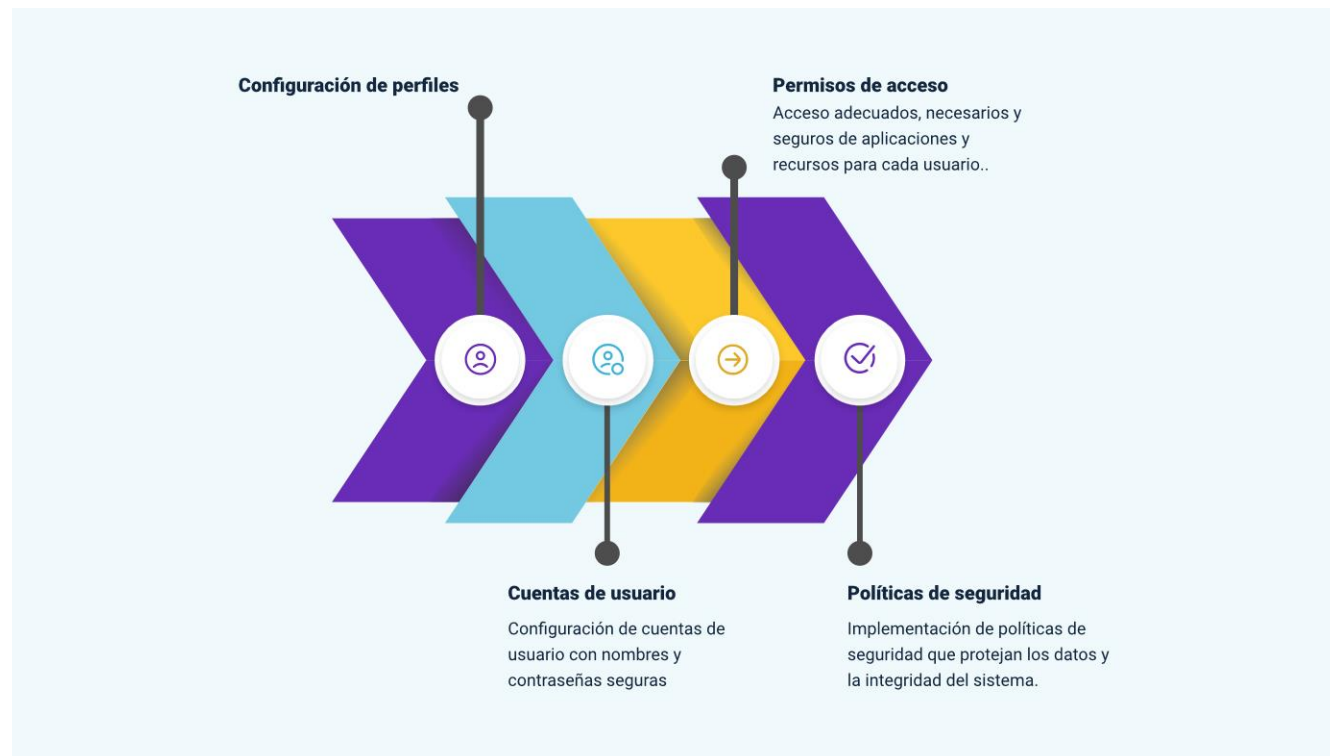 Configuración de perfiles
Permisos de acceso
Acceso adecuados, necesarios y
seguros de aplicaciones y
recursos para cada usuario..
Cuentas de usuario
Configuración de cuentas de
usuario con nombres y
contraseñas seguras
Políticas de seguridad
Implementación de políticas de
seguridad que protejan los datos y
la integridad del sistema.